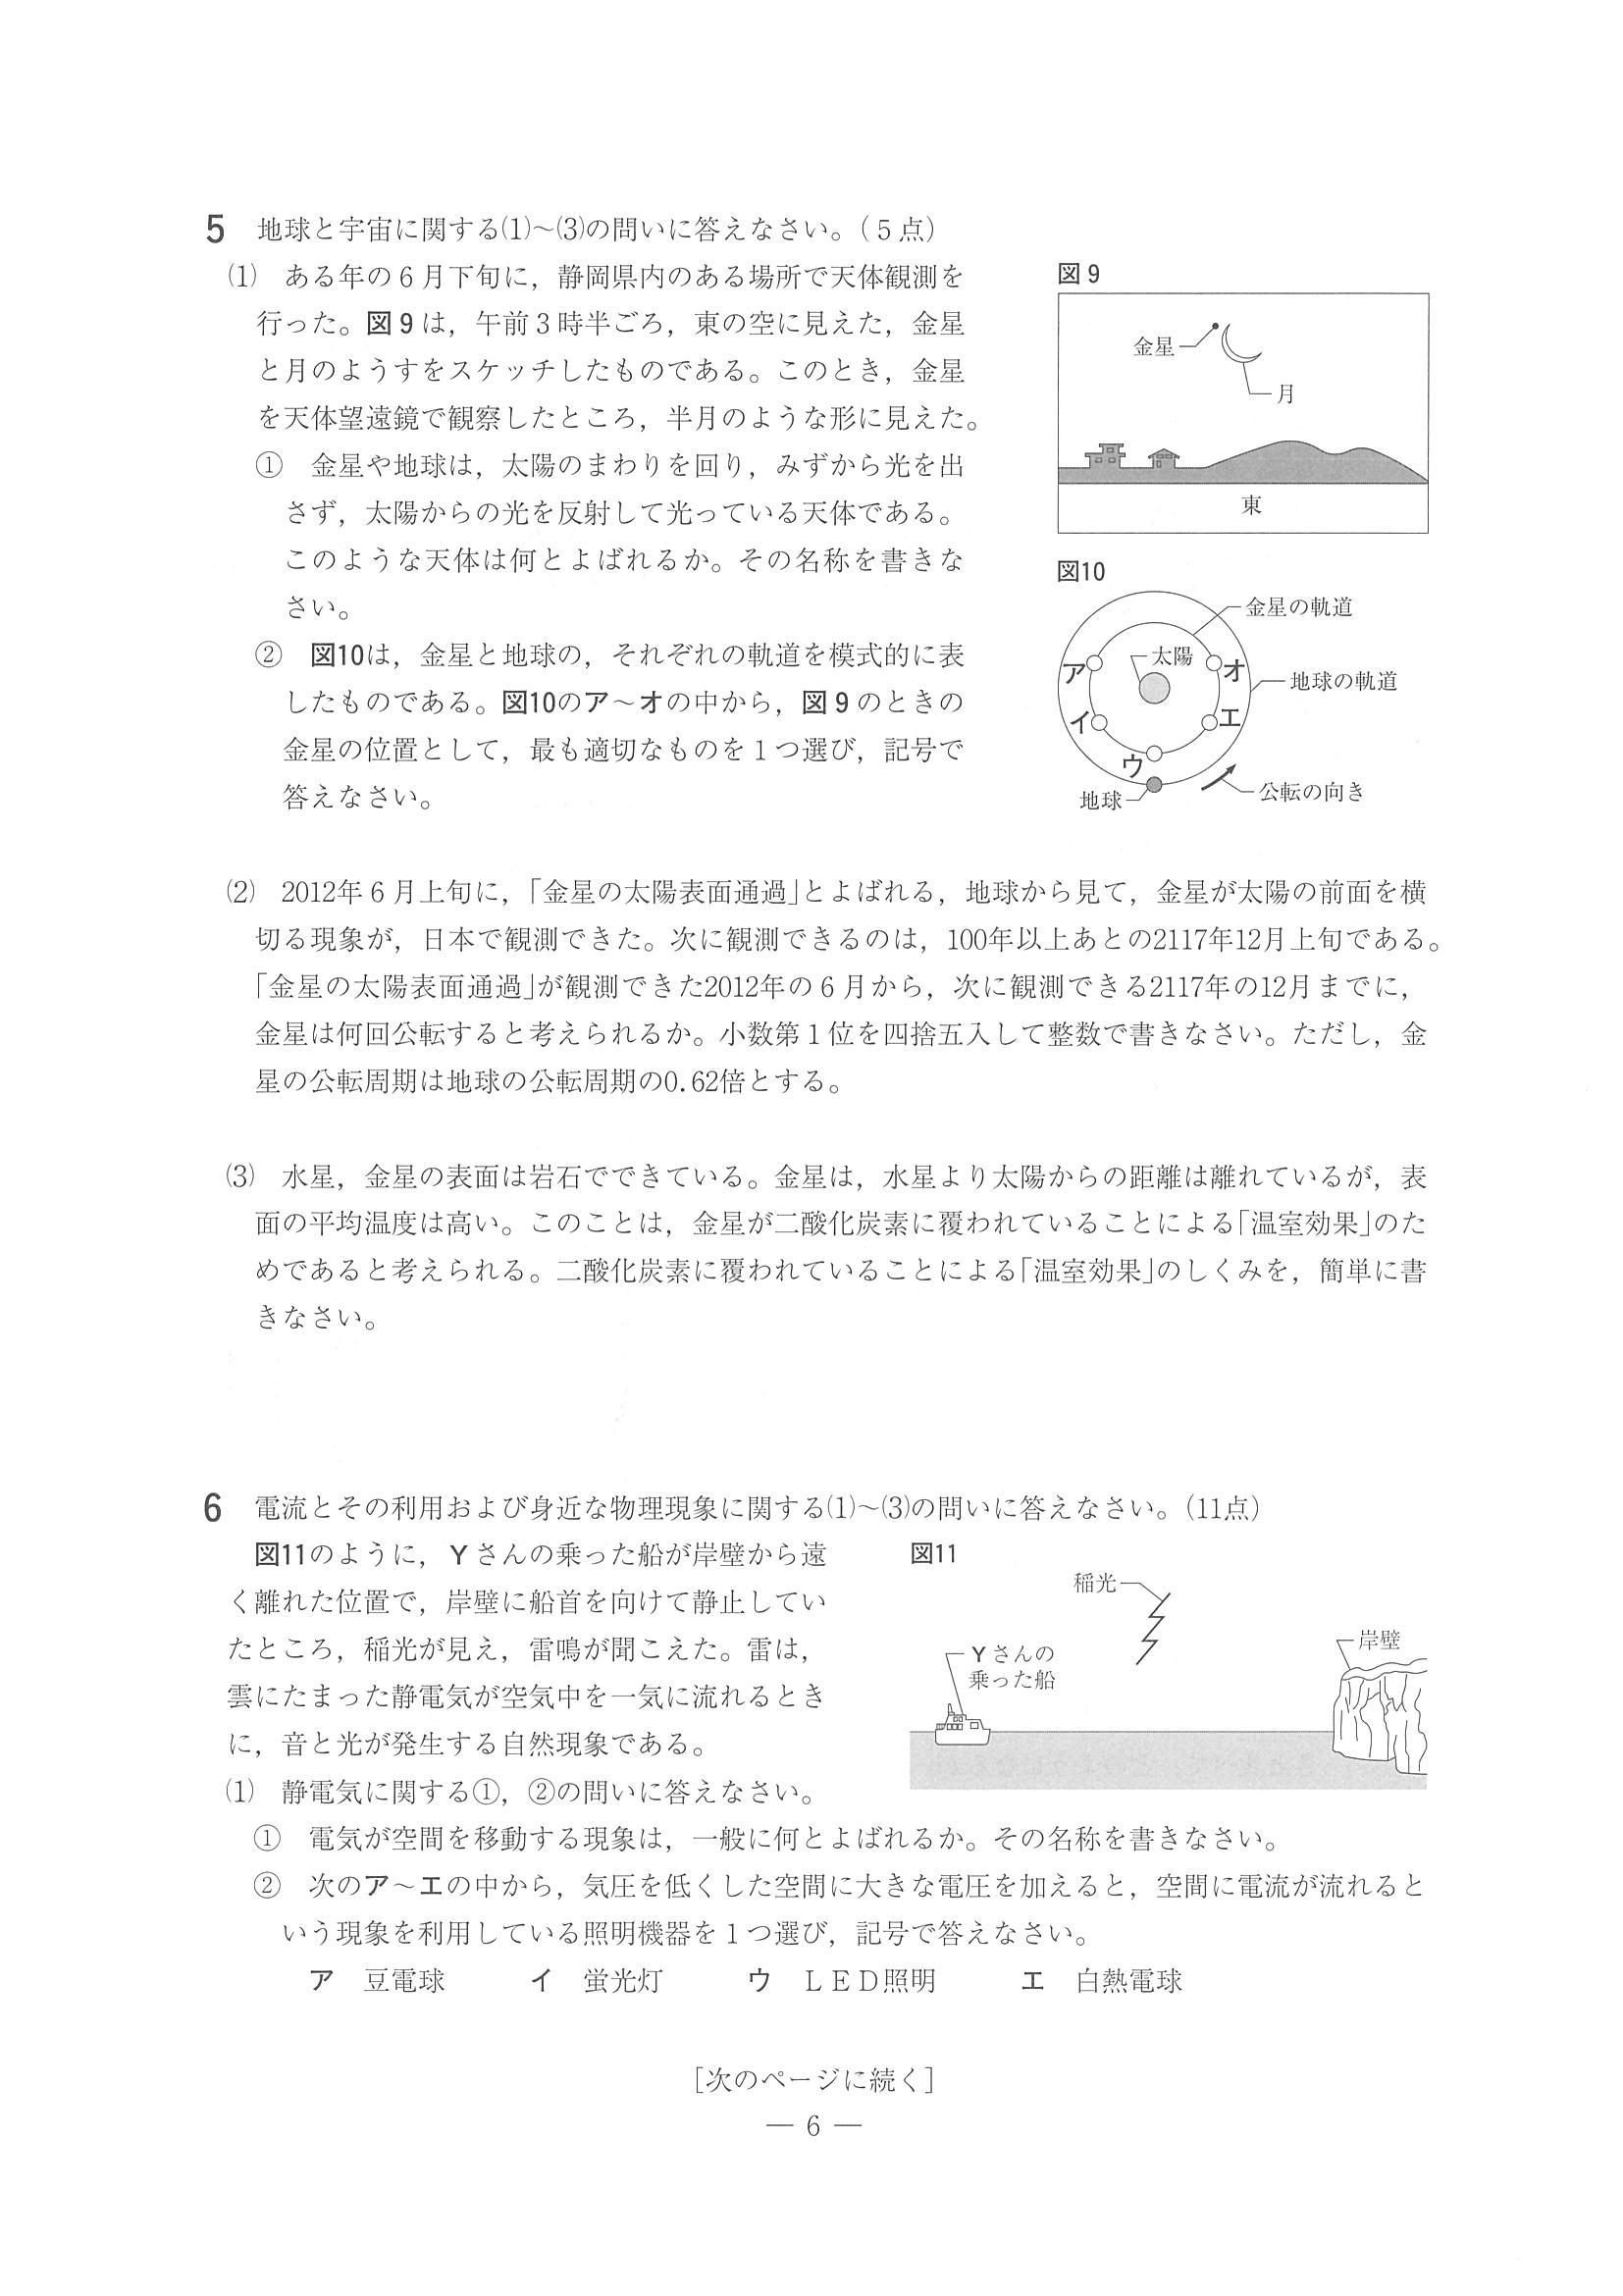 5 地球と宇宙に関する⑴~⑶の問いに答えなさい。(5点)
⑴ ある年の6月下旬に，静岡県内のある場所で天体観測を
行った。図9は，午前3時半ごろ，東の空に見えた，金星
と月のようすをスケッチしたものである。このとき，金星
を天体望遠鏡で観察したところ，半月のような形に見えた。
① 金星や地球は，太陽のまわりを回り，みずから光を出
さず，太陽からの光を反射して光っている天体である。
このような天体は何とよばれるか。その名称を書きな
さい。
② 図10は，金星と地球の，それぞれの軌道を模式的に表
したものである。図10のア~オの中から，図9のときの
金星の位置として，最も適切なものを1つ選び，記号で
答えなさい。
図9
金星
月
東
図10
金星の軌道
太陽
ア
オ
地球の軌道
イ
エ
ウ
地球
公転の向き
⑵ 2012年6月上旬に，「金星の太陽表面通過」とよばれる，地球から見て，金星が太陽の前面を横
切る現象が，日本で観測できた。次に観測できるのは，100年以上あとの2117年12月上旬である。
「金星の太陽表面通過」が観測できた2012年の6月から，次に観測できる2117年の12月までに，
金星は何回公転すると考えられるか。小数第1位を四捨五入して整数で書きなさい。ただし，金
星の公転周期は地球の公転周期の0.62倍とする。
⑶ 水星，金星の表面は岩石でできている。金星は，水星より太陽からの距離は離れているが，表
面の平均温度は高い。このことは，金星が二酸化炭素に覆われていることによる「温室効果」のた
めであると考えられる。二酸化炭素に覆われていることによる「温室効果」のしくみを，簡単に書
きなさい。
6 電流とその利用および身近な物理現象に関する⑴~⑶の問いに答えなさい。(11点)
図11のように，Yさんの乗った船が岸壁から遠
く離れた位置で，岸壁に船首を向けて静止してい
たところ，稲光が見え，雷鳴が聞こえた。雷は，
雲にたまった静電気が空気中を一気に流れるとき
に，音と光が発生する自然現象である。
図11
稲光
Yさんの
乗った船
岸壁
⑴ 静電気に関する①，②の問いに答えなさい。
① 電気が空間を移動する現象は，一般に何とよばれるか。その名称を書きなさい。
② 次のア~エの中から，気圧を低くした空間に大きな電圧を加えると，空間に電流が流れると
いう現象を利用している照明機器を1つ選び，記号で答えなさい。
ア 豆電球 イ 蛍光灯 ウ LED照明 エ 白熱電球
[次のページに続く]
― 6 ―